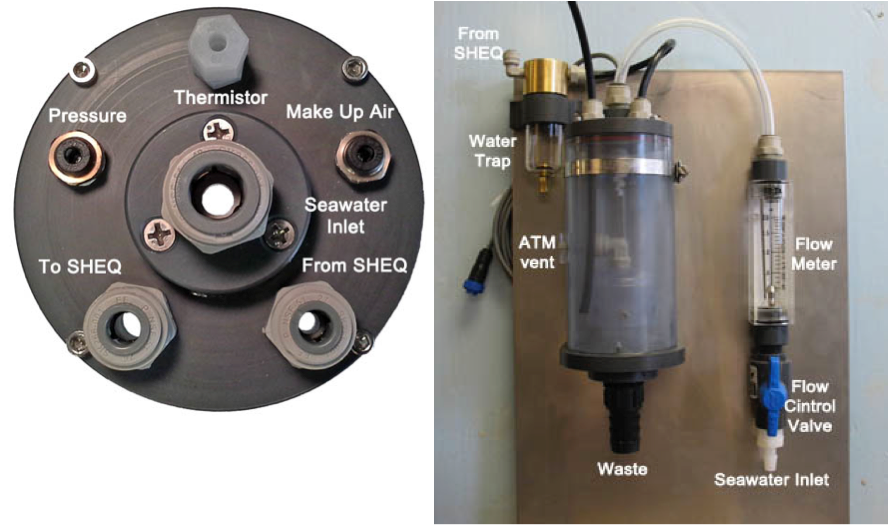 Thermistor
Pressure
Make Up Air
Seawater
Inlet
To SHEQ
From SHEQ
From
SHEQ
Water
Trap
ATM
vent
Flow
Meter
Flow
Cintrol
Valve
Waste
Seawater Inlet